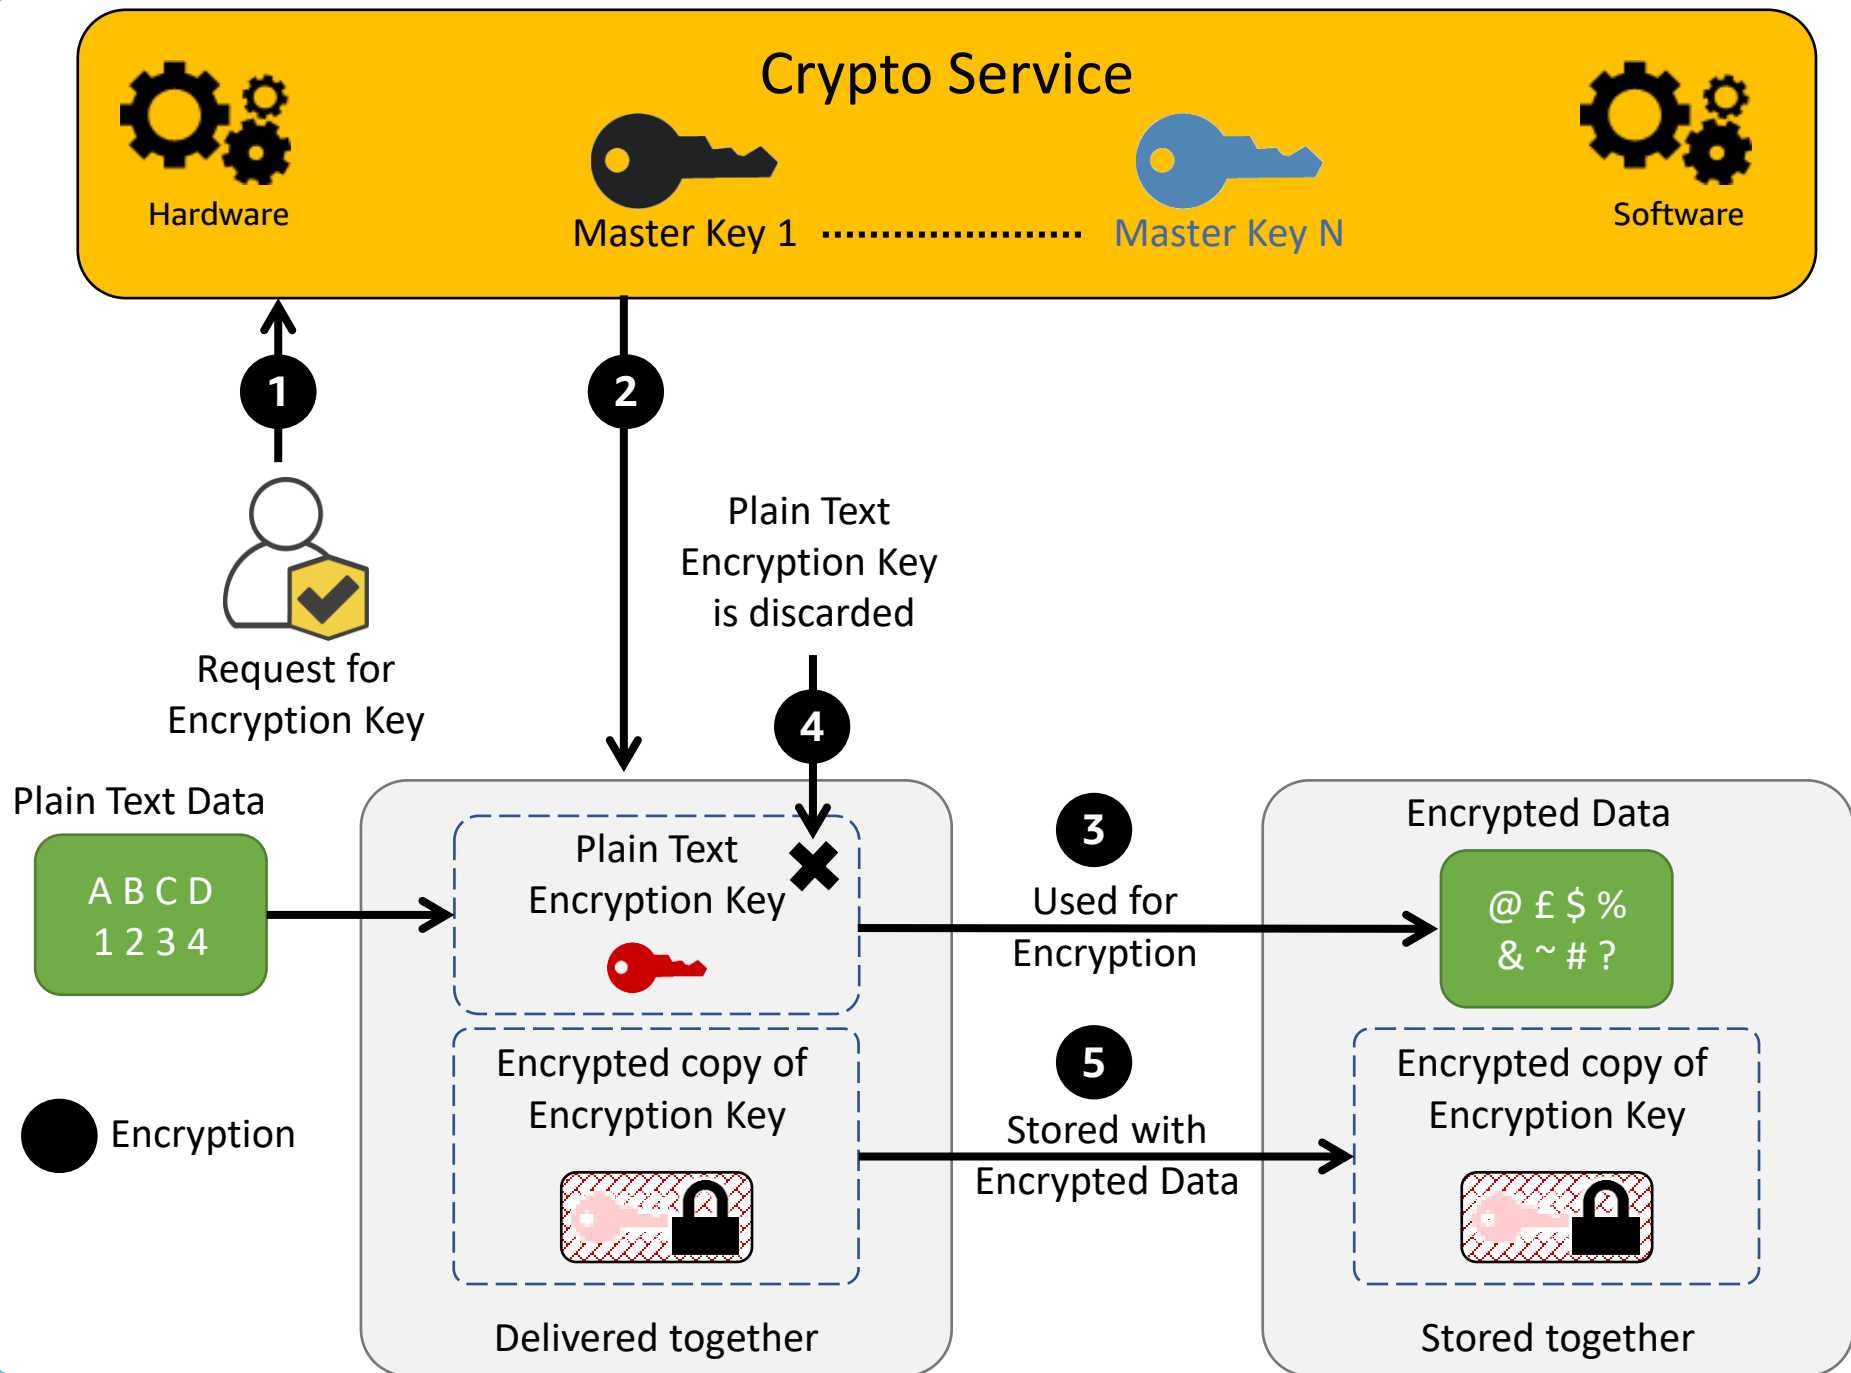 Crypto Service
Hardware
Software
Master Key 1
Master Key N
1
2
Request for
Encryption Key
Plain Text
Encryption Key
is discarded
4
Plain Text Data
A B C D
1 2 3 4
Plain Text
Encryption Key
3
Used for
Encryption
Encrypted Data
@ £ $ %
& ~ # ?
Encrypted copy of
Encryption Key
5
Stored with
Encrypted Data
Encrypted copy of
Encryption Key
Encryption
Delivered together
Stored together